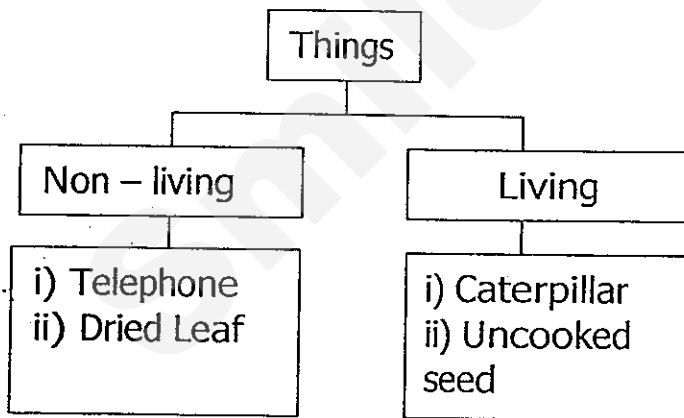 Things
Non – living
Living
i) Telephone
ii) Dried Leaf
i) Caterpillar
ii) Uncooked
seed